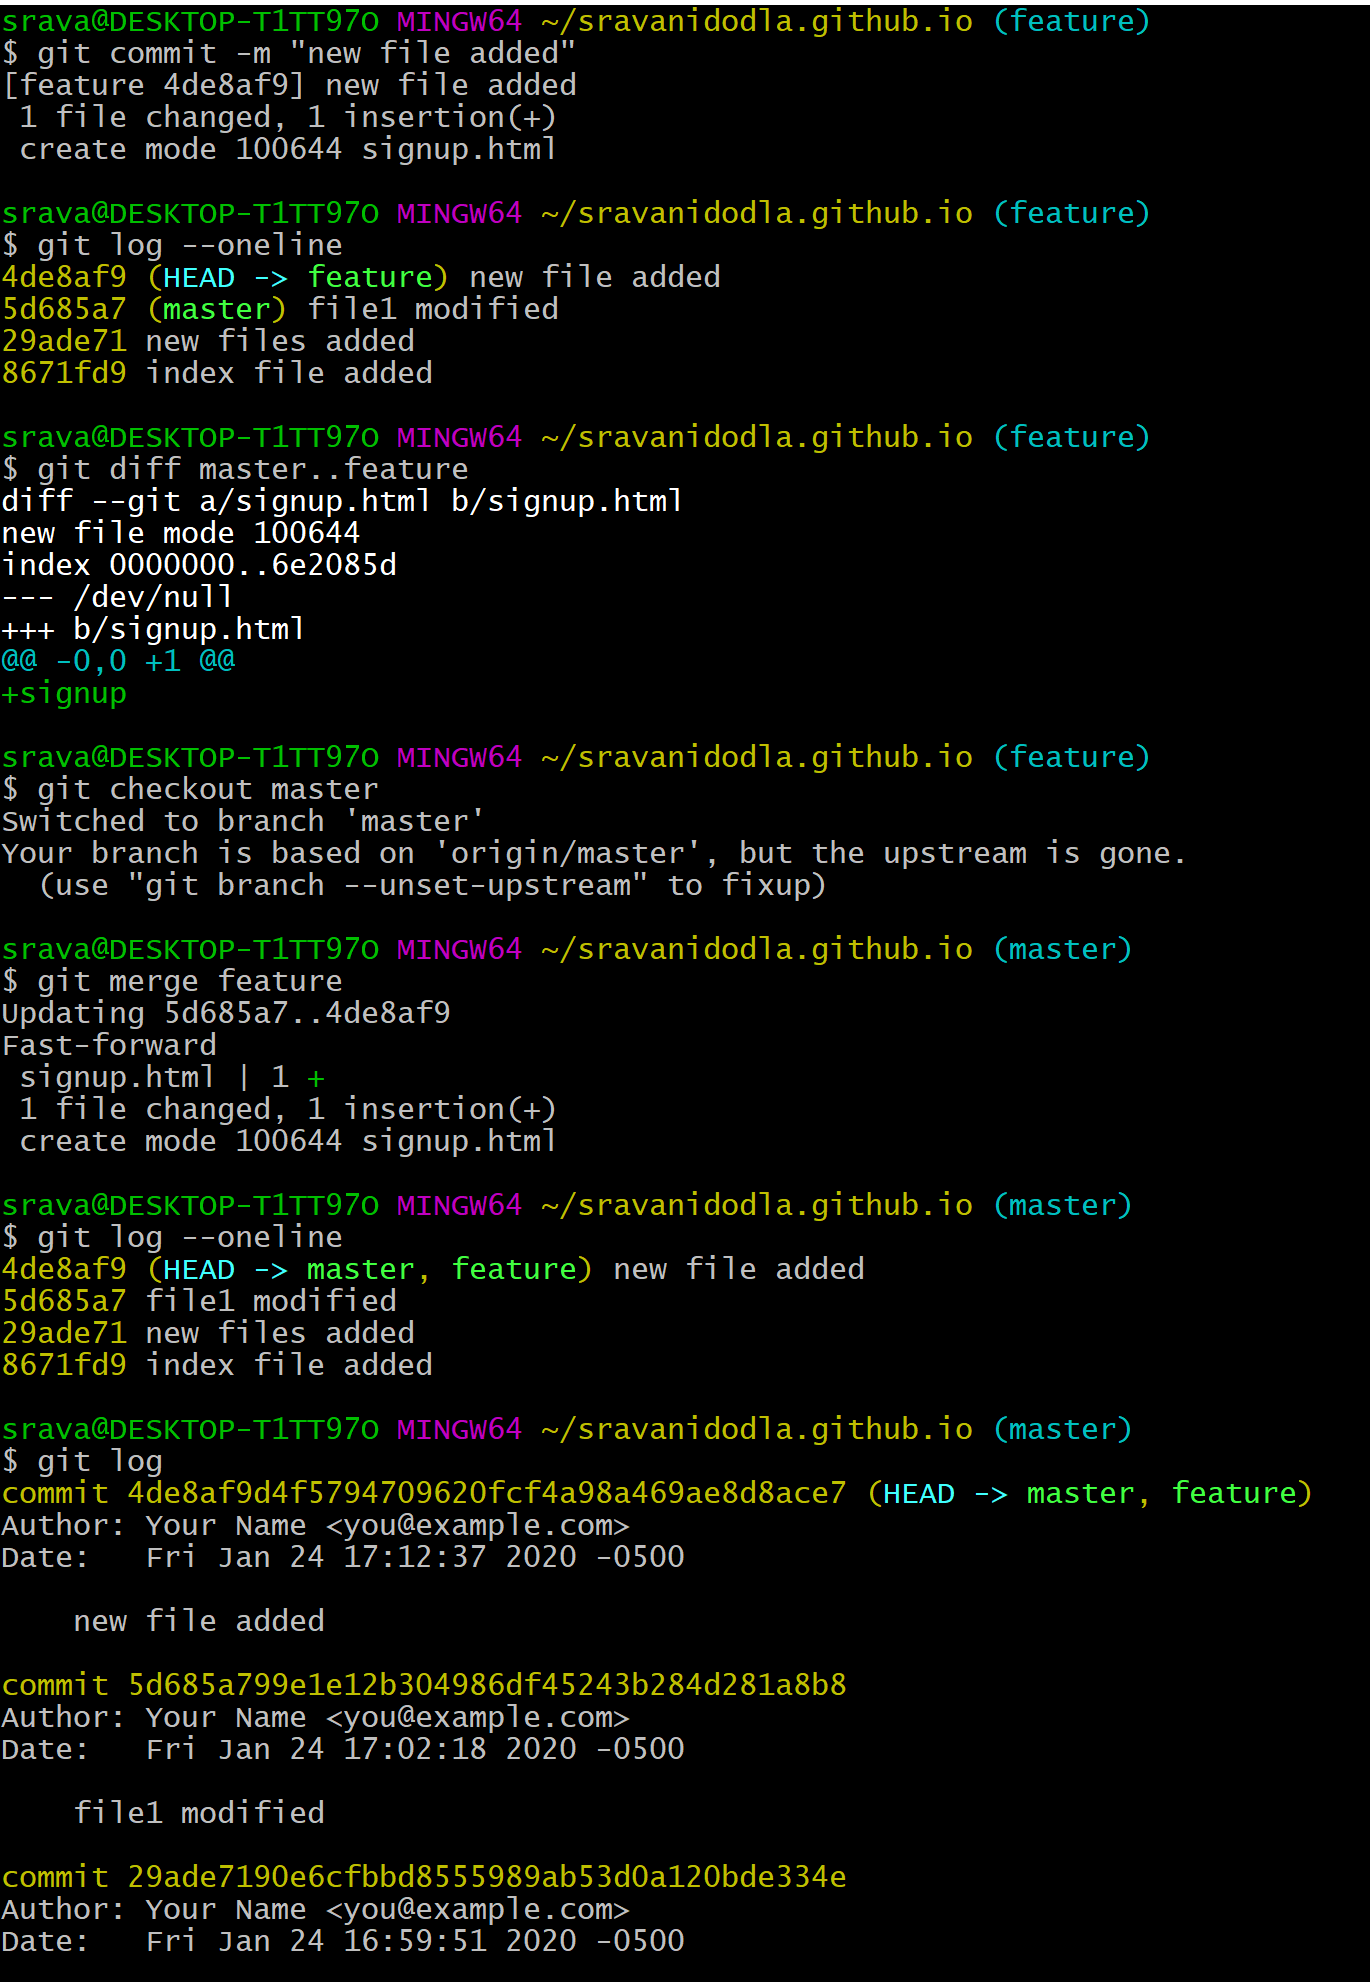 srava@DESKTOP-T1TT97O MINGW64 ~/sravanidodla.github.io (feature)
$ git commit -m "new file added"
[feature 4de8af9] new file added
 1 file changed, 1 insertion(+)
 create mode 100644 signup.html

srava@DESKTOP-T1TT97O MINGW64 ~/sravanidodla.github.io (feature)
$ git log --oneline
4de8af9 (HEAD -> feature) new file added
5d685a7 (master) file1 modified
29ade71 new files added
8671fd9 index file added

srava@DESKTOP-T1TT97O MINGW64 ~/sravanidodla.github.io (feature)
$ git diff master..feature
diff --git a/signup.html b/signup.html
new file mode 100644
index 0000000..6e2085d
--- /dev/null
+++ b/signup.html
@@ -0,0 +1 @@
+signup

srava@DESKTOP-T1TT97O MINGW64 ~/sravanidodla.github.io (feature)
$ git checkout master
Switched to branch 'master'
Your branch is based on 'origin/master', but the upstream is gone.
  (use "git branch --unset-upstream" to fixup)

srava@DESKTOP-T1TT97O MINGW64 ~/sravanidodla.github.io (master)
$ git merge feature
Updating 5d685a7..4de8af9
Fast-forward
 signup.html | 1 +
 1 file changed, 1 insertion(+)
 create mode 100644 signup.html

srava@DESKTOP-T1TT97O MINGW64 ~/sravanidodla.github.io (master)
$ git log --oneline
4de8af9 (HEAD -> master, feature) new file added
5d685a7 file1 modified
29ade71 new files added
8671fd9 index file added

srava@DESKTOP-T1TT97O MINGW64 ~/sravanidodla.github.io (master)
$ git log
commit 4de8af9d4f5794709620fcf4a98a469ae8d8ace7 (HEAD -> master, feature)
Author: Your Name <you@example.com>
Date:   Fri Jan 24 17:12:37 2020 -0500

    new file added

commit 5d685a799e1e12b304986df45243b284d281a8b8
Author: Your Name <you@example.com>
Date:   Fri Jan 24 17:02:18 2020 -0500

    file1 modified

commit 29ade7190e6cfbbd8555989ab53d0a120bde334e
Author: Your Name <you@example.com>
Date:   Fri Jan 24 16:59:51 2020 -0500